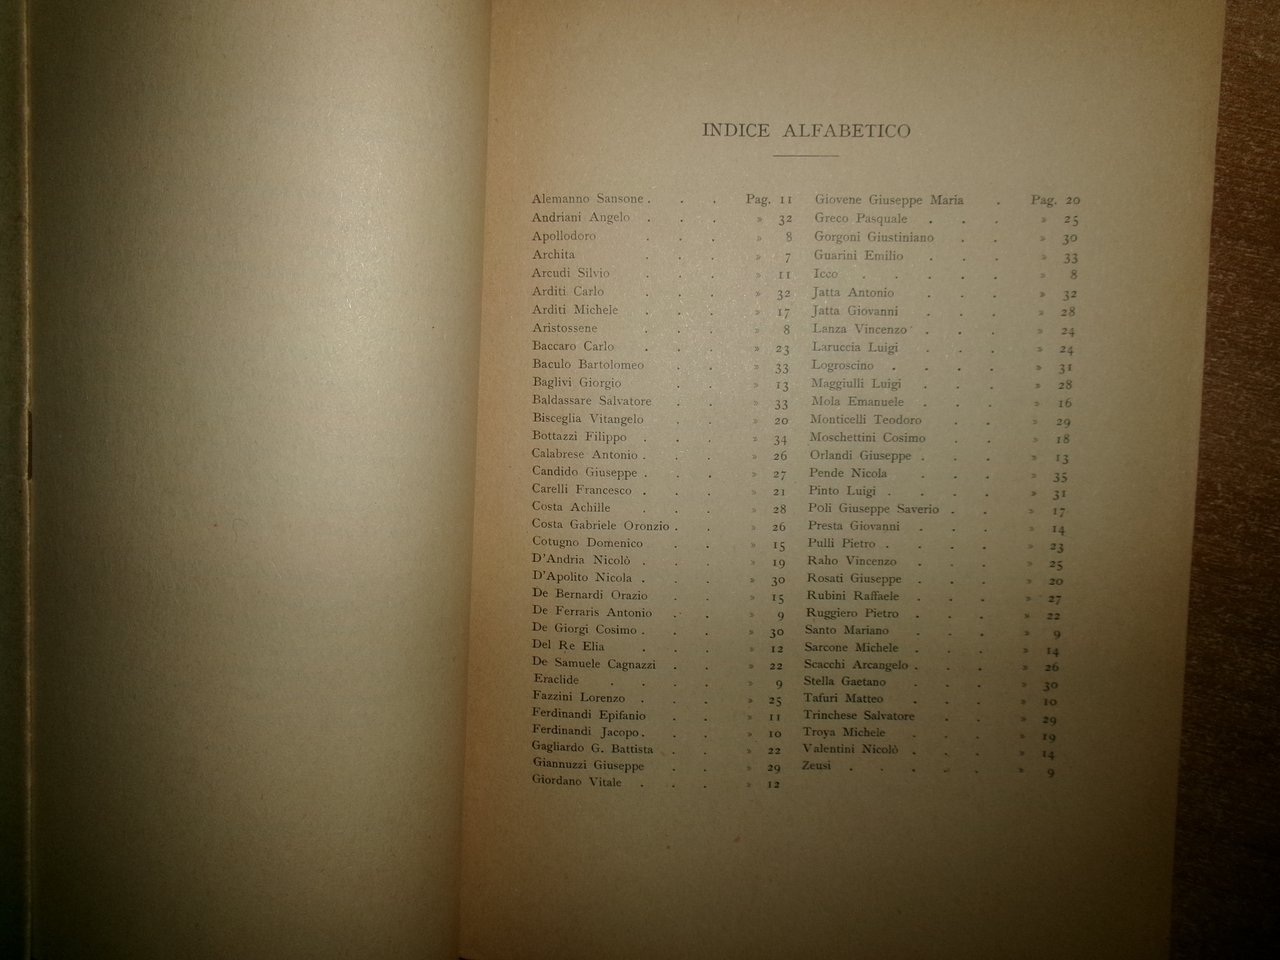 INDICE ALFABETICO
Alemanno Sansone . . . Pag. 11
Andriani Angelo . . . » 32
Apollodoro . . . » 8
Archita . . . » 7
Arcudi Silvio . . . » 11
Arditi Carlo . . . » 32
Arditi Michele . . . » 17
Aristossene . . . » 8
Baccaro Carlo . . . » 23
Baculo Bartolomeo . . » 33
Baglivi Giorgio . . » 13
Baldassare Salvatore . . » 33
Bisceglia Vitangelo . . » 20
Bottazzi Filippo . . . » 34
Calabrese Antonio . . . » 26
Candido Giuseppe . . . » 27
Carelli Francesco . . . » 21
Costa Achille . . . » 28
Costa Gabriele Oronzio . . » 26
Cotugno Domenico . . » 15
D'Andria Nicolò . . . » 19
D'Apolito Nicola . . . » 30
De Bernardi Orazio . . » 15
De Ferraris Antonio . . » 9
De Giorgi Cosimo . . . » 30
Del Re Elia . . . » 12
De Samuele Cagnazzi . . » 22
Eraclide . . . . » 9
Fazzini Lorenzo . . . » 25
Ferdinandi Epifanio . . » 11
Ferdinandi Jacopo . . . » 10
Gagliardo G. Battista . . » 22
Giannuzzi Giuseppe . . » 29
Giordano Vitale . . . » 12
Giovene Giuseppe Maria . Pag. 20
Greco Pasquale . . . » 25
Gorgoni Giustiniano . . » 30
Guarini Emilio . . . » 33
Icco . . . . . » 8
Jatta Antonio . . . » 32
Jatta Giovanni . . . » 28
Lanza Vincenzo . . » 24
Laruccia Luigi . . . » 24
Logroscino . . . . » 31
Maggiulli Luigi . . . » 28
Mola Emanuele . . . » 16
Monticelli Teodoro . . » 29
Moschettini Cosimo . . » 18
Orlandi Giuseppe . . . » 13
Pende Nicola . . . » 35
Pinto Luigi . . . . » 31
Poli Giuseppe Saverio . . » 17
Presta Giovanni . . . » 14
Pulli Pietro . . . . » 23
Raho Vincenzo . . . » 25
Rosati Giuseppe . . . » 20
Rubini Raffaele . . . » 27
Ruggiero Pietro . . . » 22
Santo Mariano . . . » 9
Sarcone Michele . . . » 14
Scacchi Arcangelo . . . » 26
Stella Gaetano . . . » 30
Tafuri Matteo . . . » 10
Trinchese Salvatore . . » 29
Troya Michele . . . » 19
Valentini Nicolò . . . » 14
Zeusi . . . . . » 9